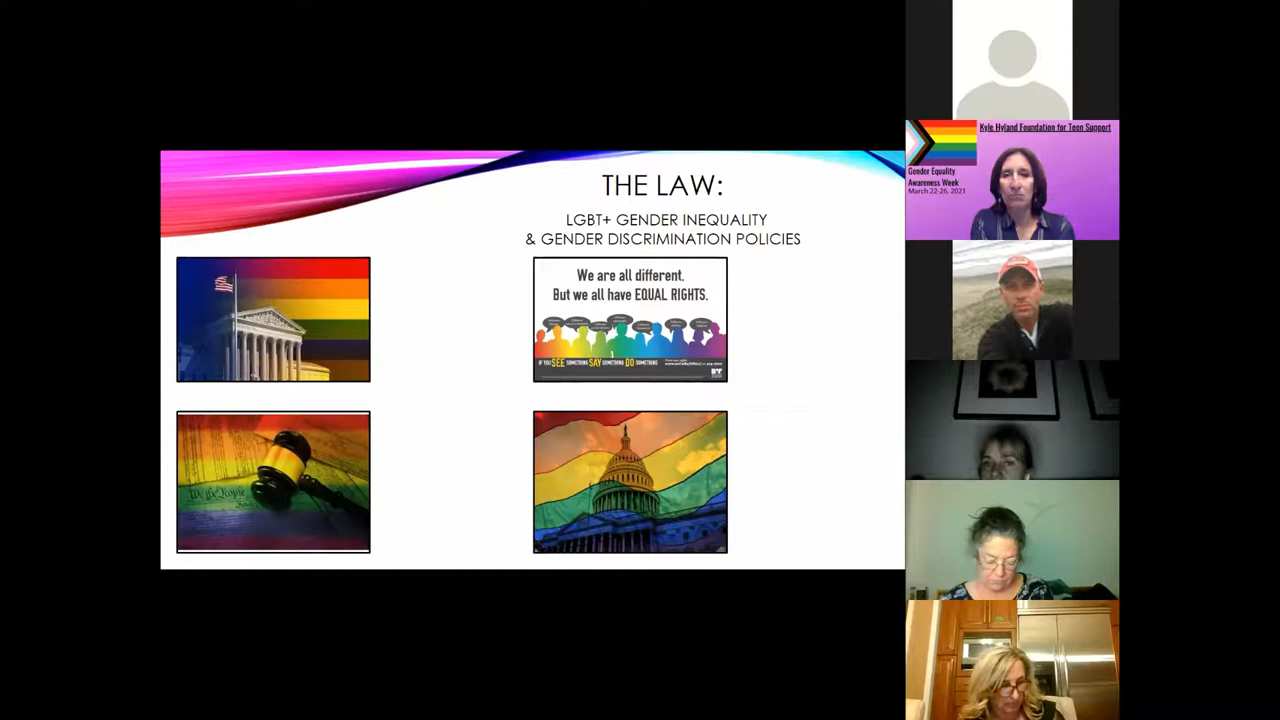 THE LAW:
LGBT+ GENDER INEQUALITY
& GENDER DISCRIMINATION POLICIES
We are all different.
But we all have EQUAL RIGHTS.
IF YOU SEE SOMETHING SAY SOMETHING DO SOMETHING
We the People
Kyle Hyland Foundation for Teen Support
Gender Equality
Awareness Week
March 22-26, 2021